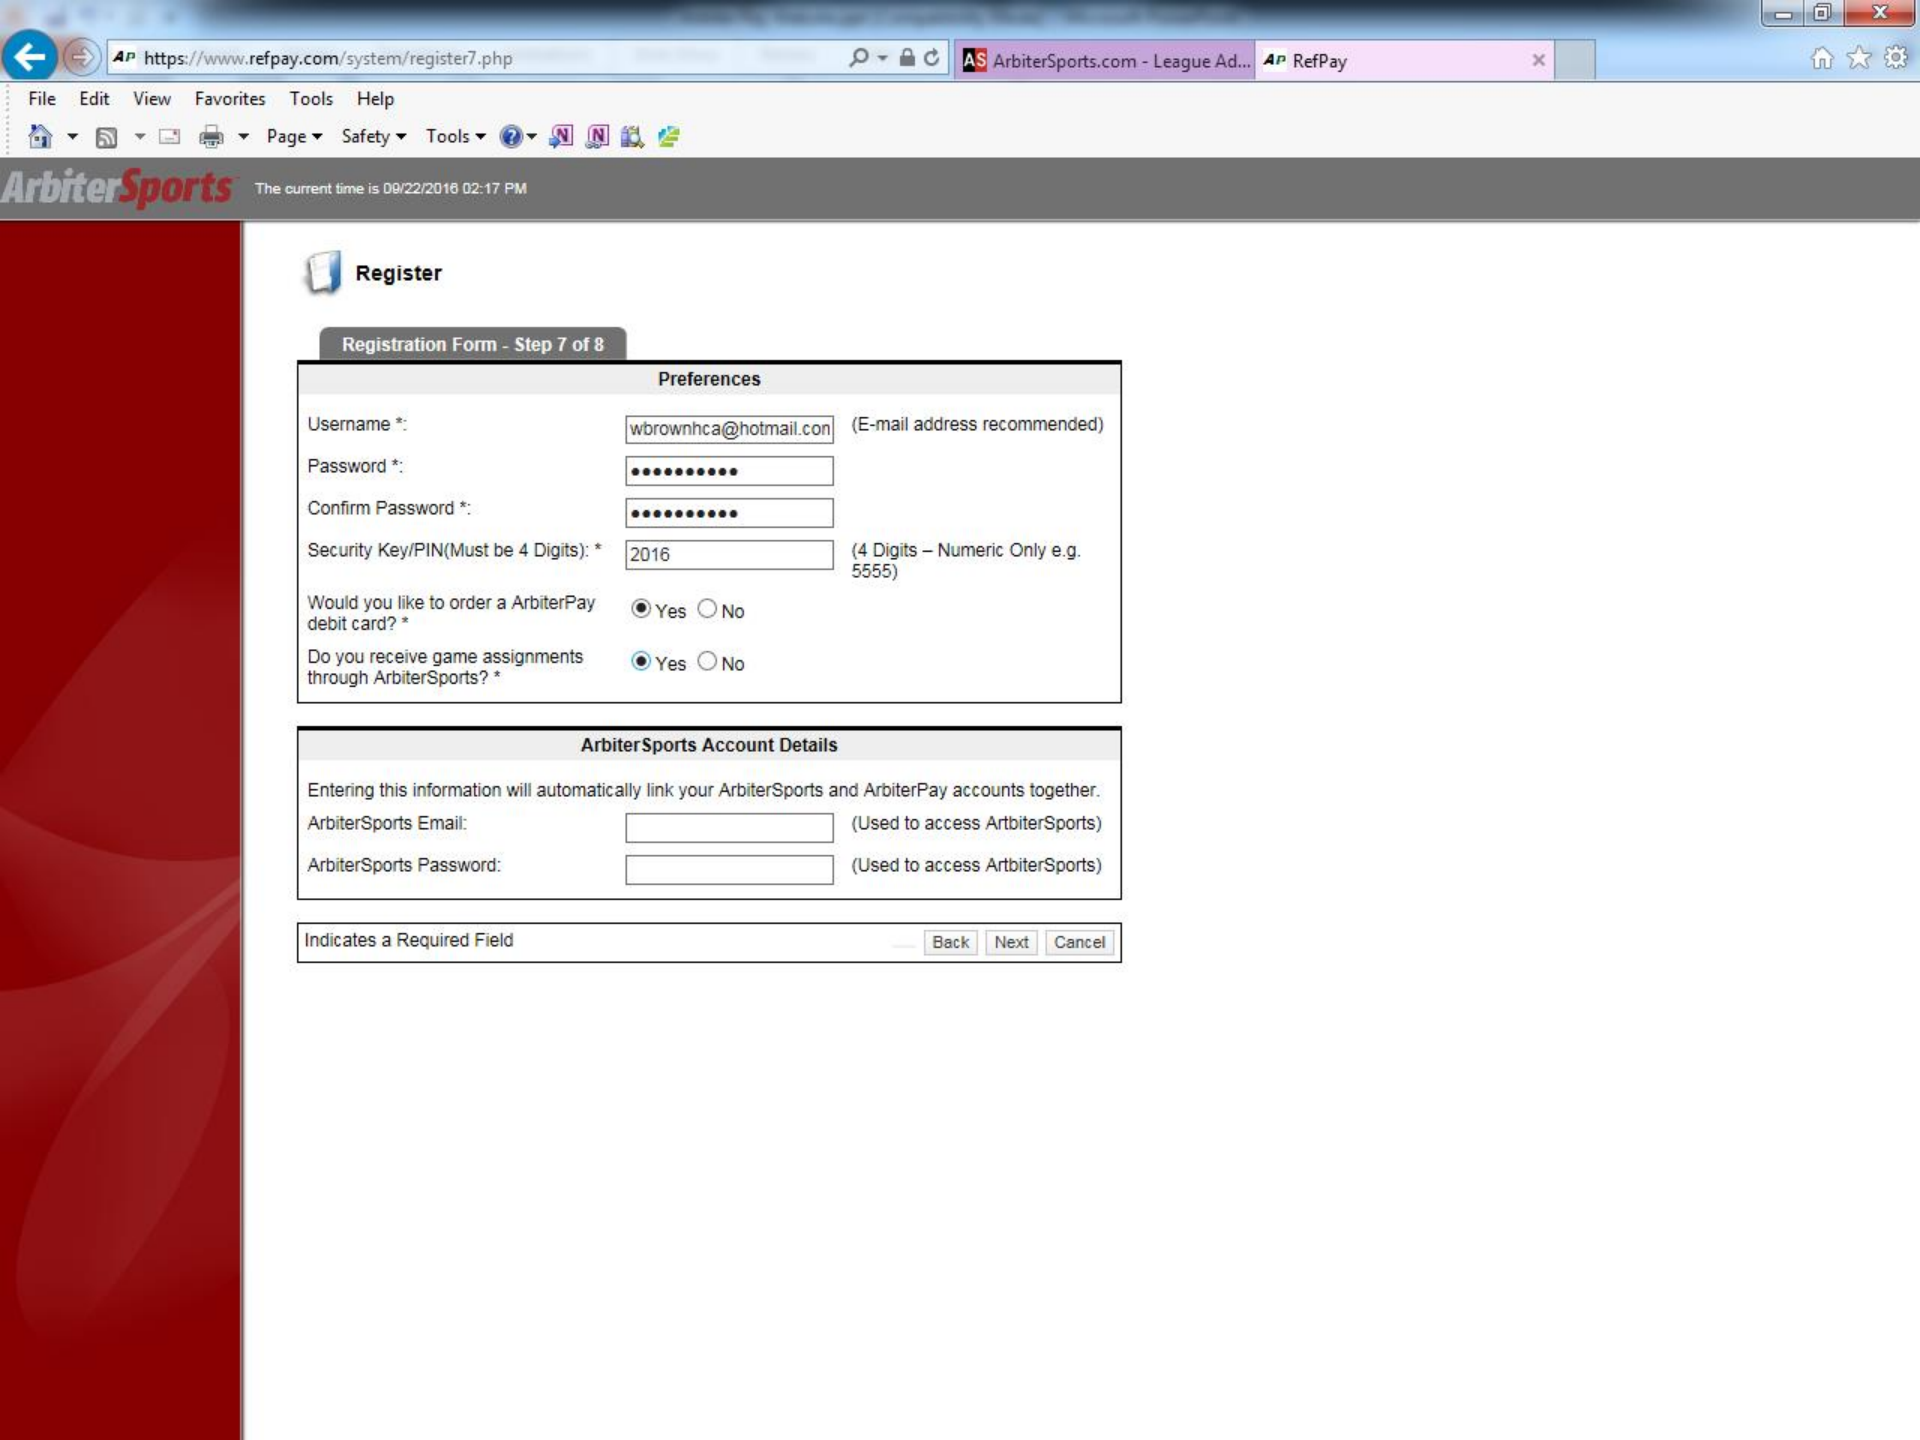 https://www.refpay.com/system/register7.php
AS ArbiterSports.com - League Ad...
AP RefPay
File Edit View Favorites Tools Help
Page Safety Tools
ArbiterSports The current time is 09/22/2016 02:17 PM
Register
Registration Form - Step 7 of 8
Preferences
Username *: wbrownhca@hotmail.con (E-mail address recommended)
Password *: ●●●●●●●●●●
Confirm Password *: ●●●●●●●●●●
Security Key/PIN(Must be 4 Digits): * 2016 (4 Digits – Numeric Only e.g.
5555)
Would you like to order a ArbiterPay
debit card? * Yes No
Do you receive game assignments
through ArbiterSports? * Yes No
ArbiterSports Account Details
Entering this information will automatically link your ArbiterSports and ArbiterPay accounts together.
ArbiterSports Email: (Used to access ArtbiterSports)
ArbiterSports Password: (Used to access ArtbiterSports)
Indicates a Required Field Back Next Cancel